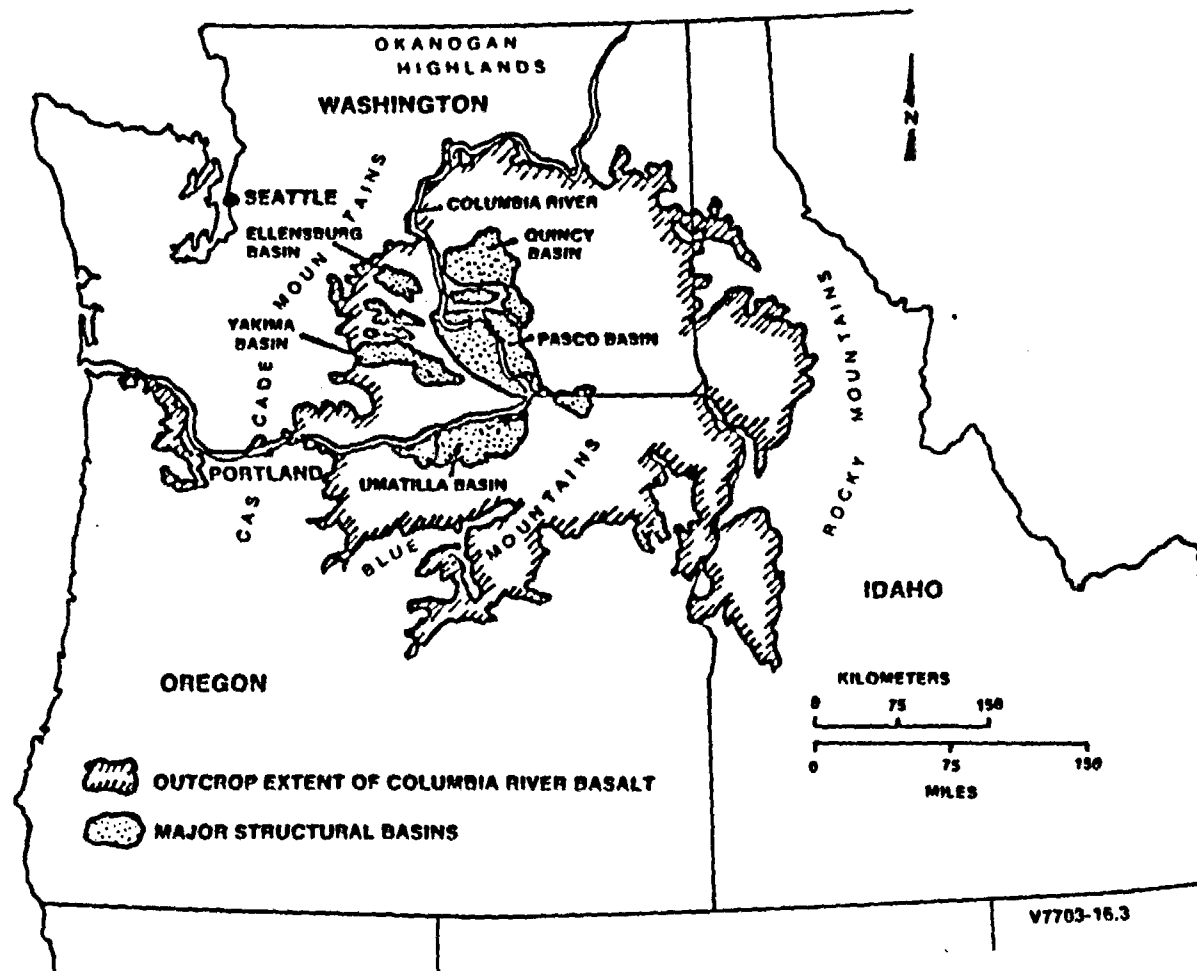 OKANOGAN
HIGHLANDS
WASHINGTON
N
SEATTLE
COLUMBIA RIVER
ELLENSBURG
BASIN
QUINCY
BASIN
CASCADE MOUNTAINS
YAKIMA
BASIN
PASCO BASIN
ROCKY MOUNTAINS
PORTLAND
UMATILLA BASIN
BLUE MOUNTAINS
IDAHO
OREGON
KILOMETERS
0 75 150
0 75 150
MILES
OUTCROP EXTENT OF COLUMBIA RIVER BASALT
MAJOR STRUCTURAL BASINS
V7703-16.3